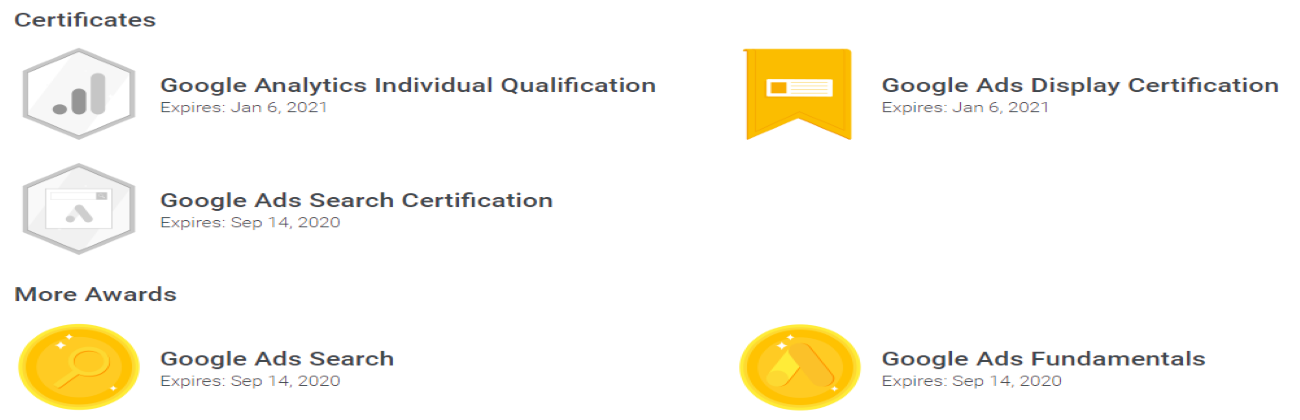 Certificates
Google Analytics Individual Qualification
Expires: Jan 6, 2021
Google Ads Display Certification
Expires: Jan 6, 2021
Google Ads Search Certification
Expires: Sep 14, 2020
More Awards
Google Ads Search
Expires: Sep 14, 2020
Google Ads Fundamentals
Expires: Sep 14, 2020